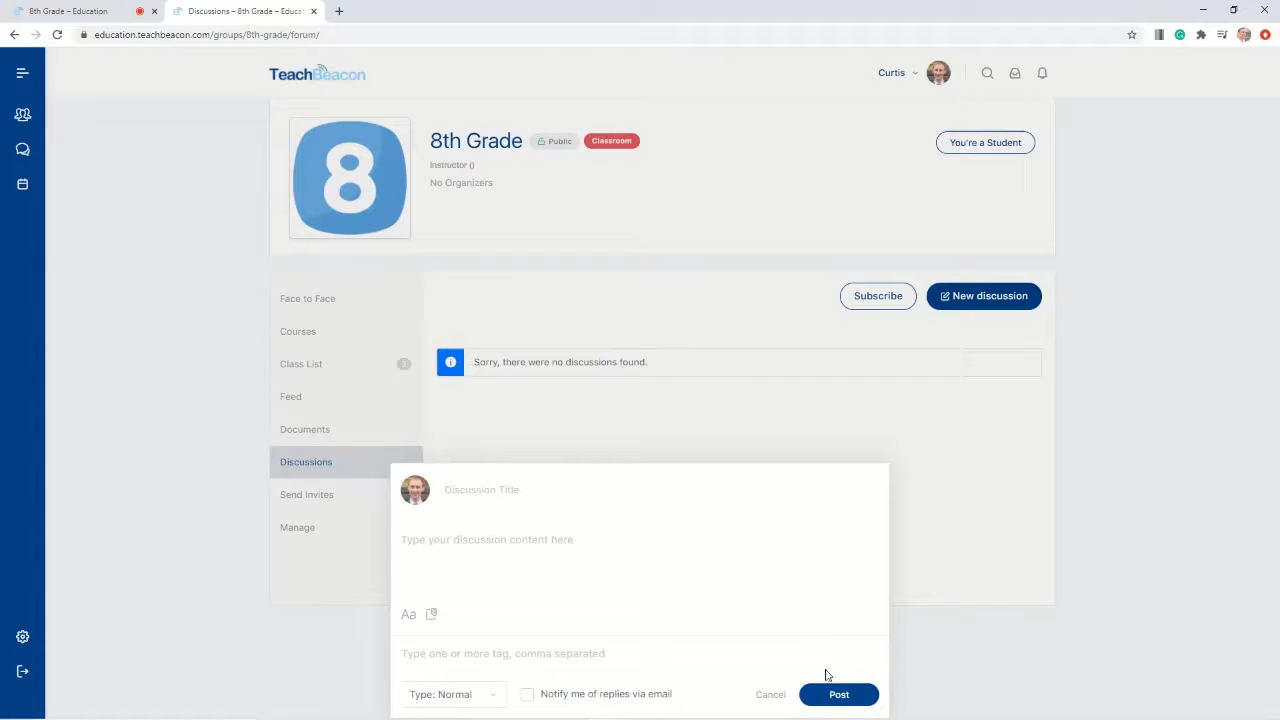 8th Grade – Education
Discussions – 8th Grade – Educa
education.teachbeacon.com/groups/8th-grade/forum/
TeachBeacon
Curtis
8
8th Grade
Public
Classroom
You're a Student
Instructor ()
No Organizers
Face to Face
Courses
Class List
Feed
Documents
Discussions
Send Invites
Manage
Subscribe
New discussion
Sorry, there were no discussions found.
Discussion Title
Type your discussion content here
Aa
Type one or more tag, comma separated
Type: Normal
Notify me of replies via email
Cancel
Post